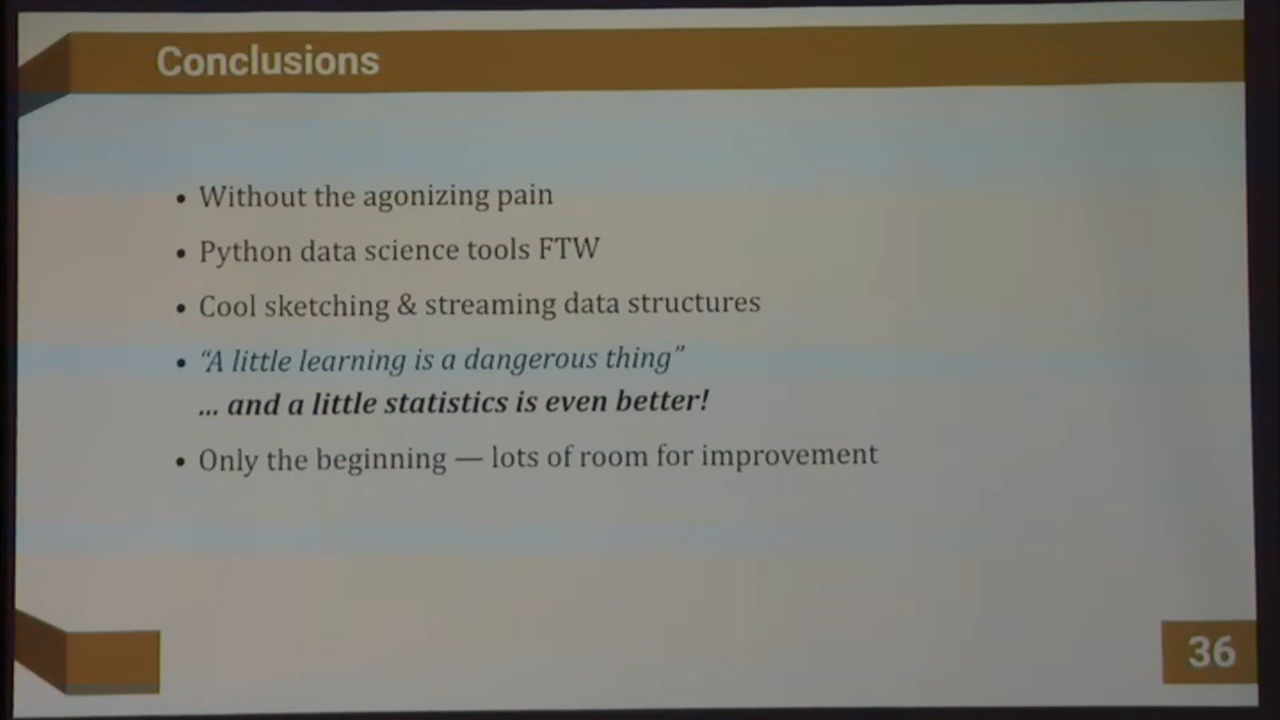 Conclusions
• Without the agonizing pain
• Python data science tools FTW
• Cool sketching & streaming data structures
• “A little learning is a dangerous thing”
... and a little statistics is even better!
• Only the beginning — lots of room for improvement
36